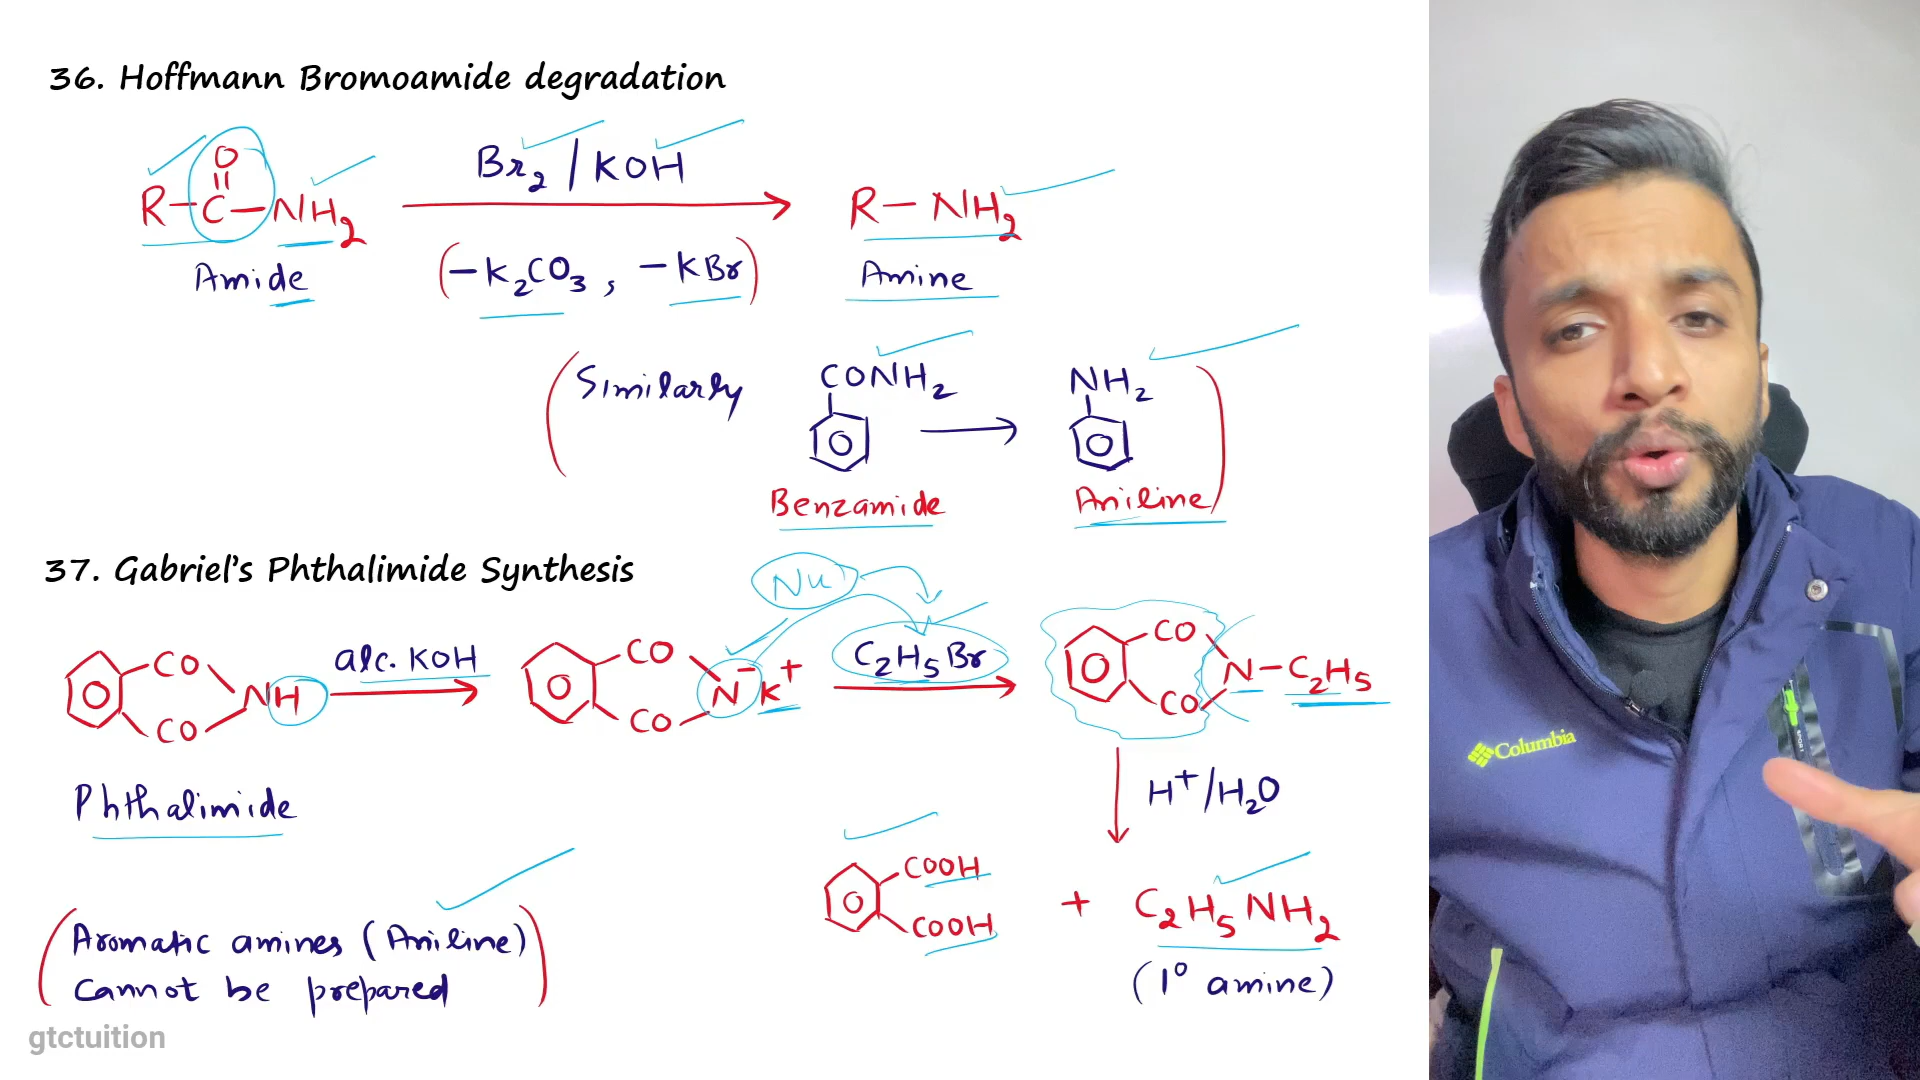 36. Hoffmann Bromoamide degradation
O
R-C-NH2
Br2/KOH
R-NH2
Amide
(-K2CO3, -KBr)
Amine
(Similarly
CONH2
NH2
Benzamide
Aniline)
37. Gabriel's Phthalimide Synthesis
Nu
CO
NH
CO
alc. KOH
CO
N- K+
CO
C2H5Br
CO
N-C2H5
CO
Phthalimide
H+/H2O
COOH
COOH
+ C2H5NH2
(1° amine)
(Aromatic amines (Aniline)
cannot be prepared)
gtctuition
Columbia